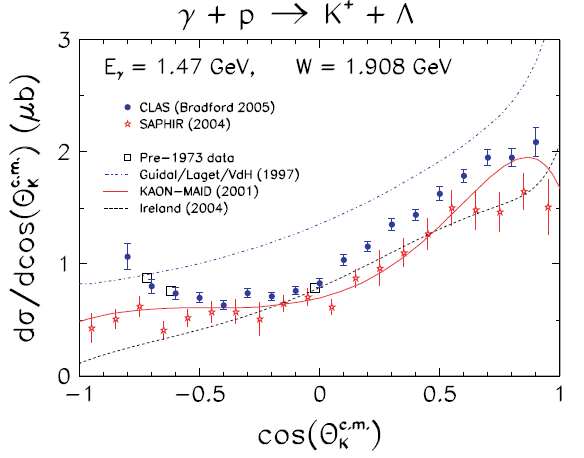 γ + p → K⁺ + Λ
E_γ = 1.47 GeV, W = 1.908 GeV
CLAS (Bradford 2005)
SAPHIR (2004)
Pre-1973 data
Guidal/Laget/VdH (1997)
KAON-MAID (2001)
Ireland (2004)
dσ/dcos(Θ_K^c.m.) (μb)
3
2
1
0
-1 -0.5 0 0.5 1
cos(Θ_K^c.m.)